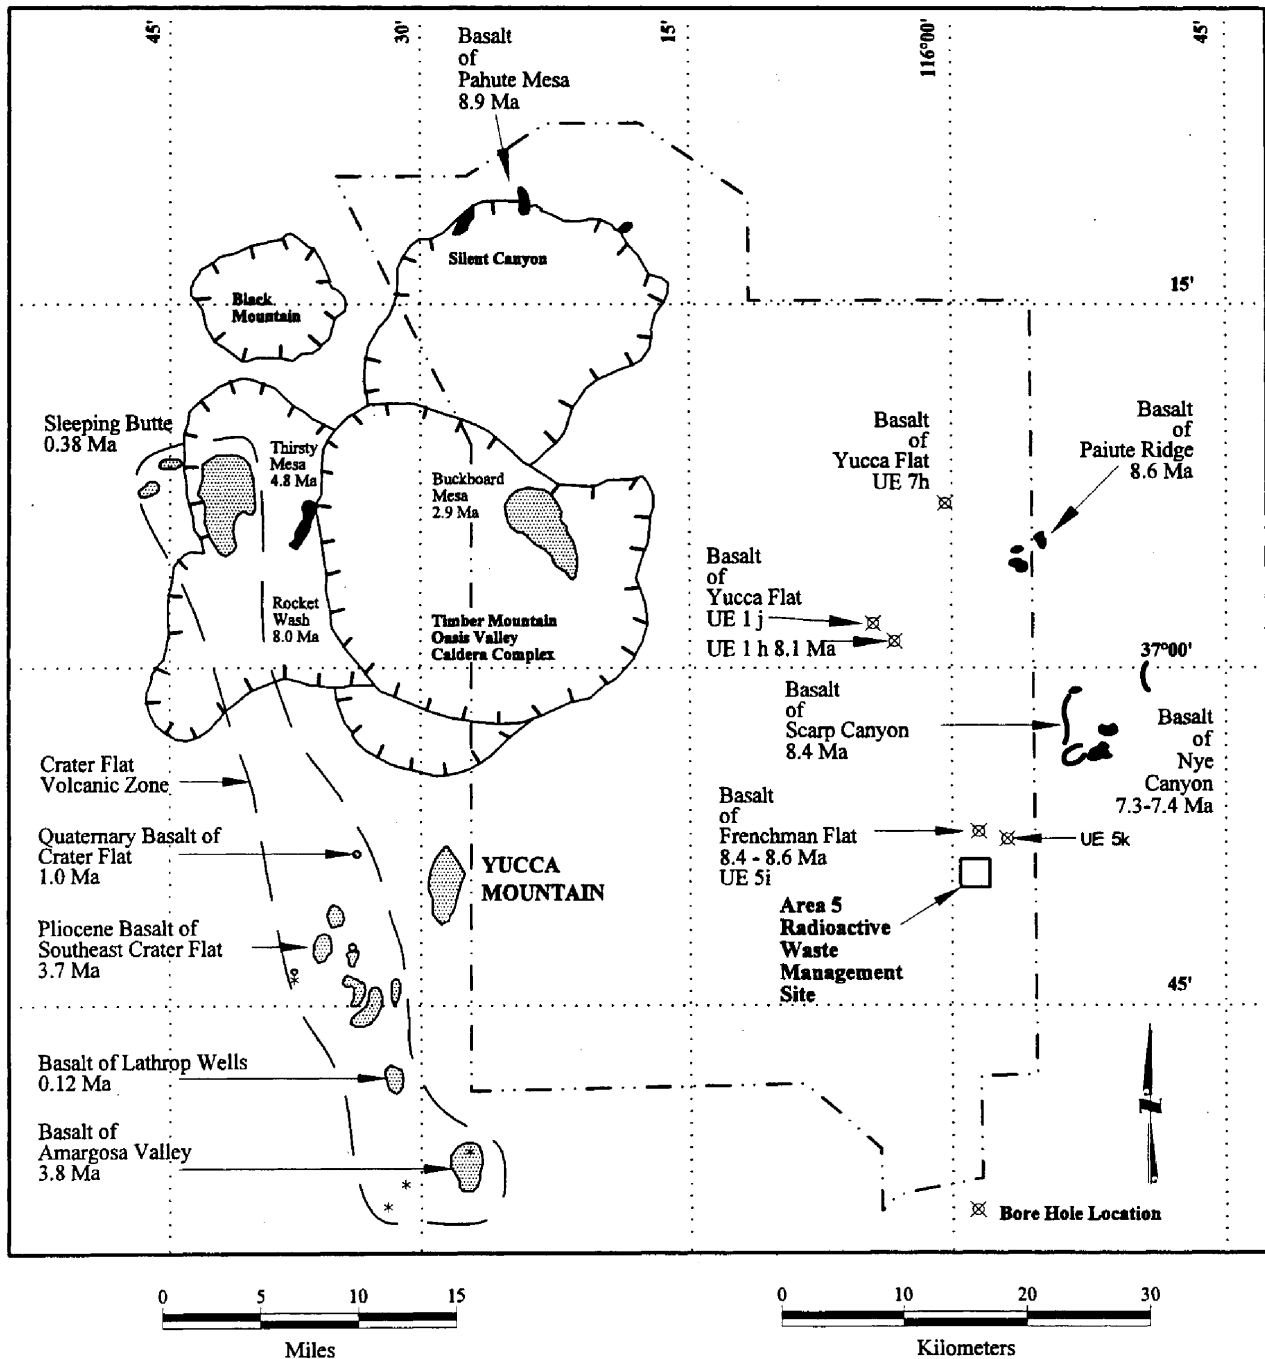 45'
30'
15'
116°00'
45'
Basalt
of
Pahute Mesa
8.9 Ma
Silent Canyon
Black
Mountain
15'
Sleeping Butte
0.38 Ma
Thirsty
Mesa
4.8 Ma
Buckboard
Mesa
2.9 Ma
Basalt
of
Yucca Flat
UE 7h
Basalt
of
Paiute Ridge
8.6 Ma
Basalt
of
Yucca Flat
UE 1 j
UE 1 h 8.1 Ma
Rocket
Wash
8.0 Ma
Timber Mountain
Oasis Valley
Caldera Complex
37°00'
Basalt
of
Scarp Canyon
8.4 Ma
Basalt
of
Nye
Canyon
7.3-7.4 Ma
Crater Flat
Volcanic Zone
Basalt
of
Frenchman Flat
8.4 - 8.6 Ma
UE 5i
UE 5k
Quaternary Basalt of
Crater Flat
1.0 Ma
YUCCA
MOUNTAIN
Area 5
Radioactive
Waste
Management
Site
Pliocene Basalt of
Southeast Crater Flat
3.7 Ma
45'
Basalt of Lathrop Wells
0.12 Ma
Basalt of
Amargosa Valley
3.8 Ma
N
Bore Hole Location
0 5 10 15
Miles
0 10 20 30
Kilometers